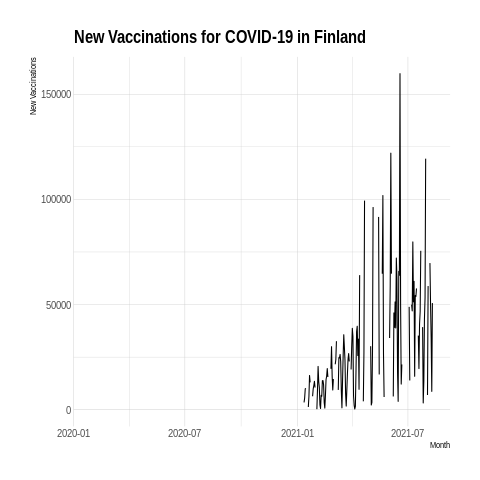 New Vaccinations for COVID-19 in Finland
New Vaccinations
150000
100000
50000
0
2020-01
2020-07
2021-01
2021-07
Month